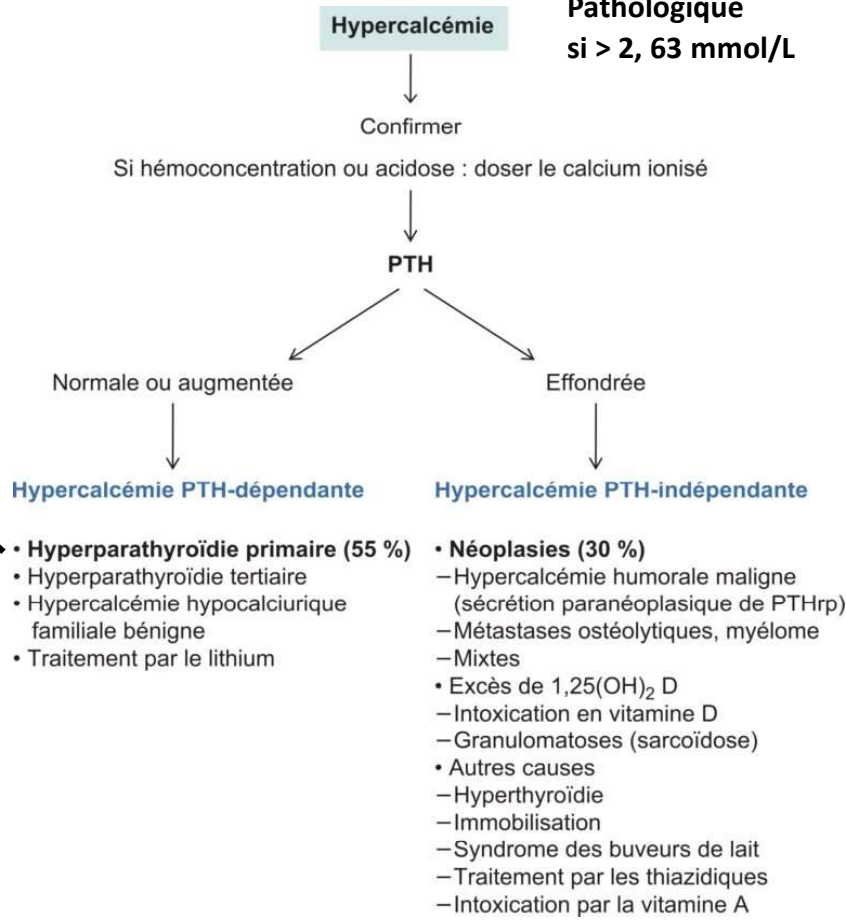 Hypercalcémie
Pathologique
si > 2, 63 mmol/L
Confirmer
Si hémoconcentration ou acidose : doser le calcium ionisé
PTH
Normale ou augmentée
Effondrée
Hypercalcémie PTH-dépendante
• Hyperparathyroïdie primaire (55 %)
• Hyperparathyroïdie tertiaire
• Hypercalcémie hypocalciurique
familiale bénigne
• Traitement par le lithium
Hypercalcémie PTH-indépendante
• Néoplasies (30 %)
–Hypercalcémie humorale maligne
(sécrétion paranéoplasique de PTHrp)
–Métastases ostéolytiques, myélome
–Mixtes
• Excès de 1,25(OH)₂ D
–Intoxication en vitamine D
–Granulomatoses (sarcoïdose)
• Autres causes
–Hyperthyroïdie
–Immobilisation
–Syndrome des buveurs de lait
–Traitement par les thiazidiques
–Intoxication par la vitamine A